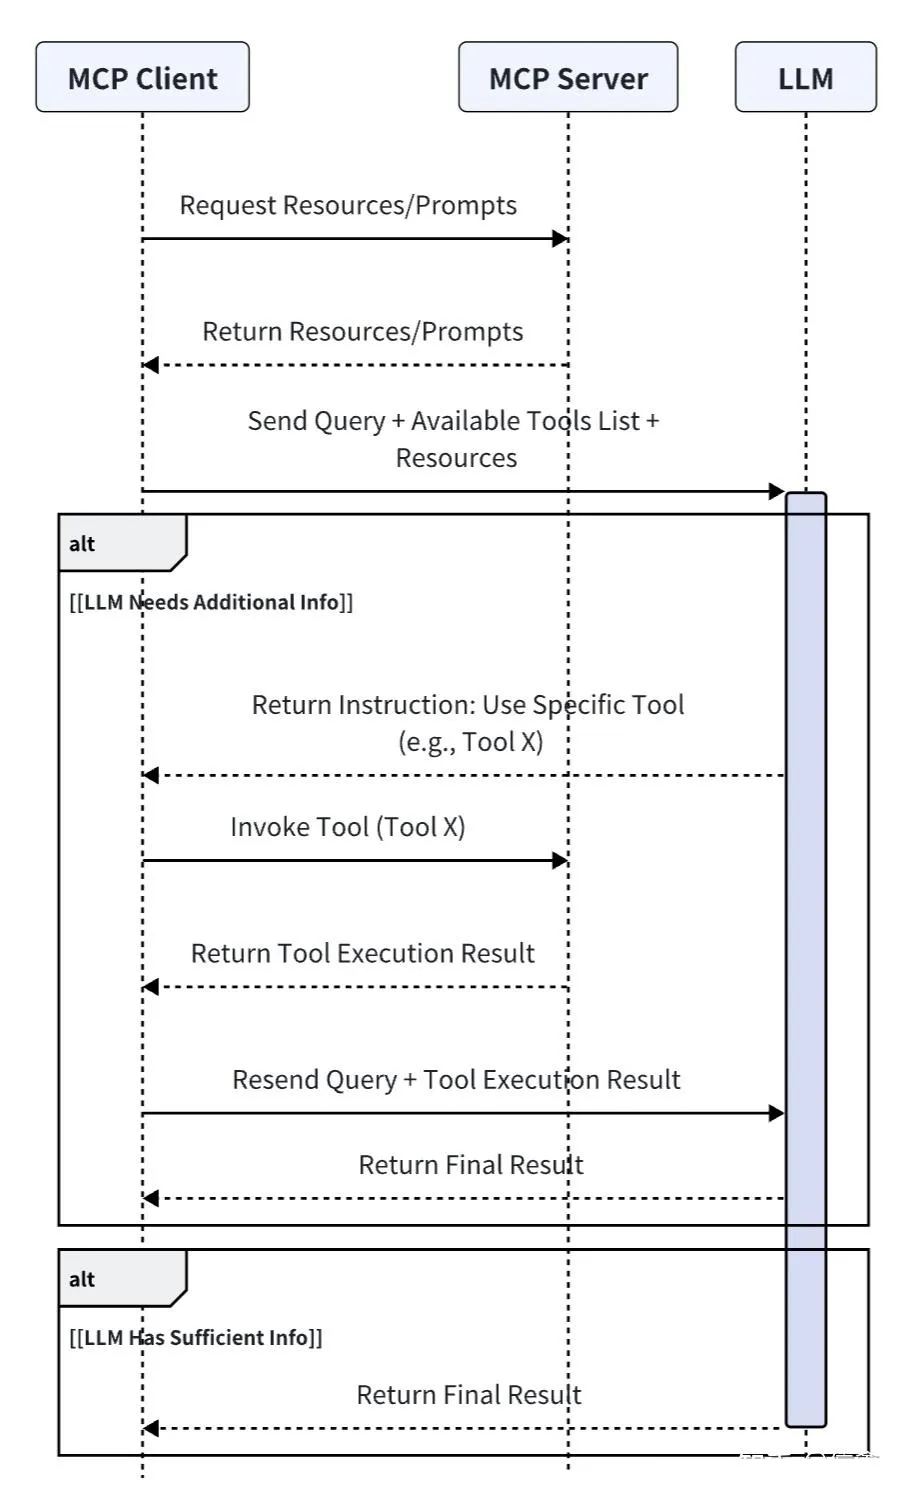 MCP Client
MCP Server
LLM
Request Resources/Prompts
Return Resources/Prompts
Send Query + Available Tools List +
Resources
alt
[[LLM Needs Additional Info]]
Return Instruction: Use Specific Tool
(e.g., Tool X)
Invoke Tool (Tool X)
Return Tool Execution Result
Resend Query + Tool Execution Result
Return Final Result
alt
[[LLM Has Sufficient Info]]
Return Final Result